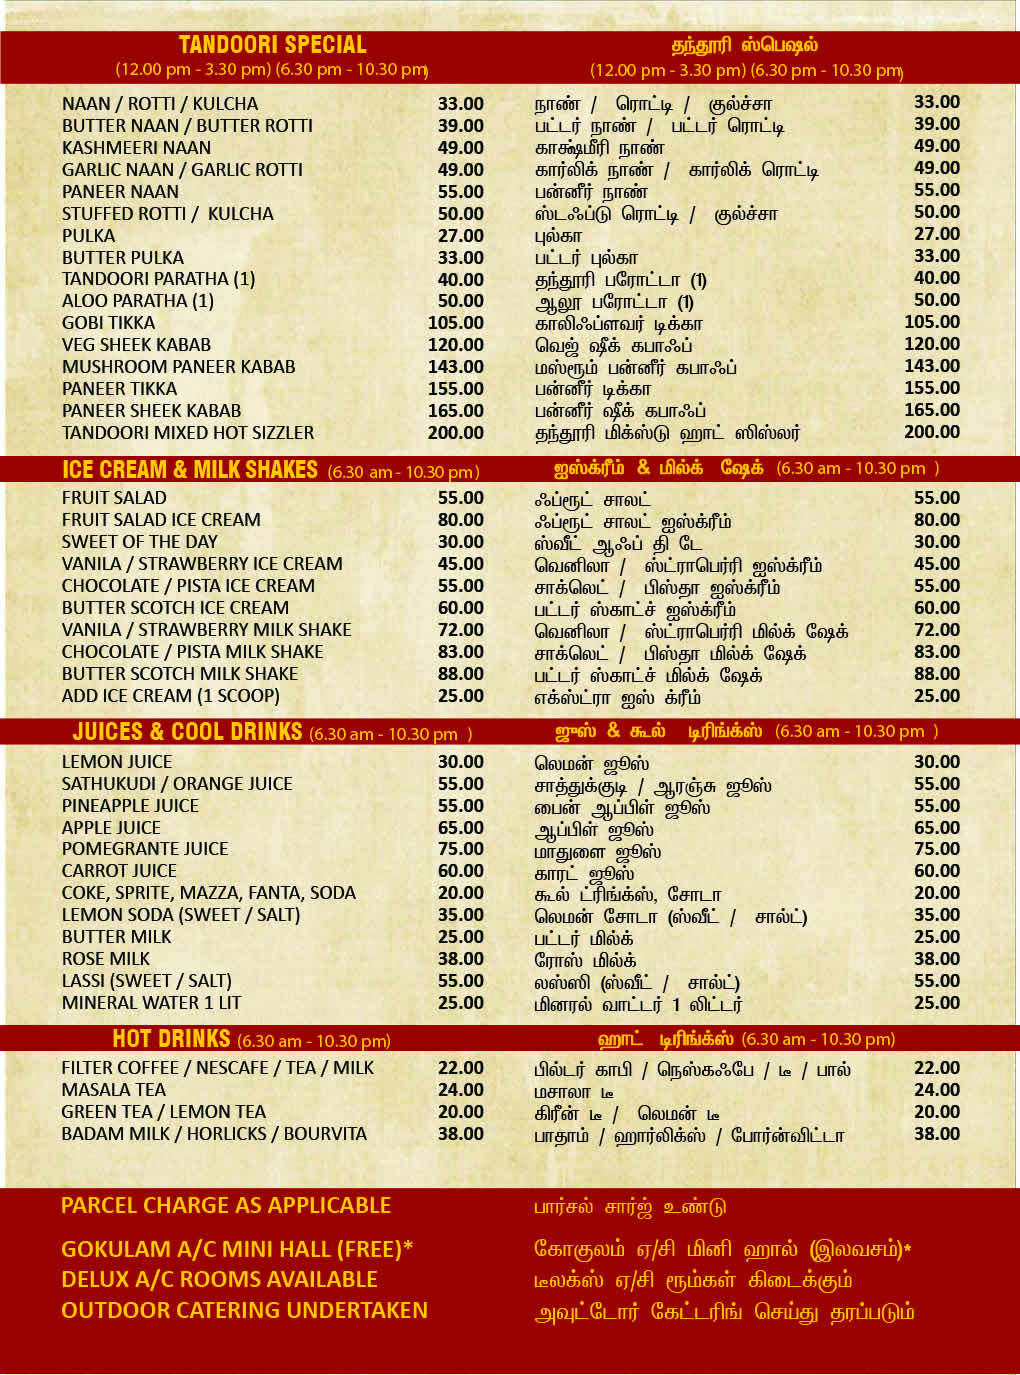 TANDOORI SPECIAL
(12.00 pm - 3.30 pm) (6.30 pm - 10.30 pm)
NAAN / ROTTI / KULCHA 33.00
BUTTER NAAN / BUTTER ROTTI 39.00
KASHMEERI NAAN 49.00
GARLIC NAAN / GARLIC ROTTI 49.00
PANEER NAAN 55.00
STUFFED ROTTI / KULCHA 50.00
PULKA 27.00
BUTTER PULKA 33.00
TANDOORI PARATHA (1) 40.00
ALOO PARATHA (1) 50.00
GOBI TIKKA 105.00
VEG SHEEK KABAB 120.00
MUSHROOM PANEER KABAB 143.00
PANEER TIKKA 155.00
PANEER SHEEK KABAB 165.00
TANDOORI MIXED HOT SIZZLER 200.00
ICE CREAM & MILK SHAKES (6.30 am - 10.30 pm)
FRUIT SALAD 55.00
FRUIT SALAD ICE CREAM 80.00
SWEET OF THE DAY 30.00
VANILA / STRAWBERRY ICE CREAM 45.00
CHOCOLATE / PISTA ICE CREAM 55.00
BUTTER SCOTCH ICE CREAM 60.00
VANILA / STRAWBERRY MILK SHAKE 72.00
CHOCOLATE / PISTA MILK SHAKE 83.00
BUTTER SCOTCH MILK SHAKE 88.00
ADD ICE CREAM (1 SCOOP) 25.00
JUICES & COOL DRINKS (6.30 am - 10.30 pm )
LEMON JUICE 30.00
SATHUKUDI / ORANGE JUICE 55.00
PINEAPPLE JUICE 55.00
APPLE JUICE 65.00
POMEGRANTE JUICE 75.00
CARROT JUICE 60.00
COKE, SPRITE, MAZZA, FANTA, SODA 20.00
LEMON SODA (SWEET / SALT) 35.00
BUTTER MILK 25.00
ROSE MILK 38.00
LASSI (SWEET / SALT) 55.00
MINERAL WATER 1 LIT 25.00
HOT DRINKS (6.30 am - 10.30 pm)
FILTER COFFEE / NESCAFE / TEA / MILK 22.00
MASALA TEA 24.00
GREEN TEA / LEMON TEA 20.00
BADAM MILK / HORLICKS / BOURVITA 38.00
PARCEL CHARGE AS APPLICABLE
GOKULAM A/C MINI HALL (FREE)*
DELUX A/C ROOMS AVAILABLE
OUTDOOR CATERING UNDERTAKEN
தந்தூரி ஸ்பெஷல்
(12.00 pm - 3.30 pm) (6.30 pm - 10.30 pm)
நாண் / ரொட்டி / குல்ச்சா 33.00
பட்டர் நாண் / பட்டர் ரொட்டி 39.00
காக்ஷ்மீரி நாண் 49.00
கார்லிக் நாண் / கார்லிக் ரொட்டி 49.00
பன்னீர் நாண் 55.00
ஸ்டஃப்டு ரொட்டி / குல்ச்சா 50.00
புல்கா 27.00
பட்டர் புல்கா 33.00
தந்தூரி பரோட்டா (1) 40.00
ஆலூ பரோட்டா (1) 50.00
காலிஃப்ளவர் டிக்கா 105.00
வெஜ் ஷீக் கபாஃப் 120.00
மஸ்ரூம் பன்னீர் கபாஃப் 143.00
பன்னீர் டிக்கா 155.00
பன்னீர் ஷீக் கபாஃப் 165.00
தந்தூரி மிக்ஸ்டு ஹாட் ஸிஸ்லர் 200.00
ஐஸ்க்ரீம் & மில்க் ஷேக் (6.30 am - 10.30 pm )
ஃப்ரூட் சாலட் 55.00
ஃப்ரூட் சாலட் ஐஸ்க்ரீம் 80.00
ஸ்வீட் ஆஃப் தி டே 30.00
வெனிலா / ஸ்ட்ராபெர்ரி ஐஸ்க்ரீம் 45.00
சாக்லெட் / பிஸ்தா ஐஸ்க்ரீம் 55.00
பட்டர் ஸ்காட்ச் ஐஸ்க்ரீம் 60.00
வெனிலா / ஸ்ட்ராபெர்ரி மில்க் ஷேக் 72.00
சாக்லெட் / பிஸ்தா மில்க் ஷேக் 83.00
பட்டர் ஸ்காட்ச் மில்க் ஷேக் 88.00
எக்ஸ்ட்ரா ஐஸ் க்ரீம் 25.00
ஜுஸ் & கூல் டிரிங்க்ஸ் (6.30 am - 10.30 pm )
லெமன் ஜூஸ் 30.00
சாத்துக்குடி / ஆரஞ்சு ஜூஸ் 55.00
பைன் ஆப்பிள் ஜூஸ் 55.00
ஆப்பிள் ஜூஸ் 65.00
மாதுளை ஜூஸ் 75.00
காரட் ஜூஸ் 60.00
கூல் ட்ரிங்க்ஸ், சோடா 20.00
லெமன் சோடா (ஸ்வீட் / சால்ட்) 35.00
பட்டர் மில்க் 25.00
ரோஸ் மில்க் 38.00
லஸ்ஸி (ஸ்வீட் / சால்ட்) 55.00
மினரல் வாட்டர் 1 லிட்டர் 25.00
ஹாட் டிரிங்க்ஸ் (6.30 am - 10.30 pm)
பில்டர் காபி / நெஸ்கஃபே / டீ / பால் 22.00
மசாலா டீ 24.00
கிரீன் டீ / லெமன் டீ 20.00
பாதாம் / ஹார்லிக்ஸ் / போர்ன்விட்டா 38.00
பார்சல் சார்ஜ் உண்டு
கோகுலம் ஏ/சி மினி ஹால் (இலவசம்)*
டீலக்ஸ் ஏ/சி ரூம்கள் கிடைக்கும்
அவுட்டோர் கேட்டரிங் செய்து தரப்படும்